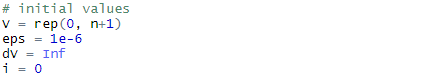 # initial values
V = rep(0, n+1)
eps = 1e-6
dV = Inf
i = 0